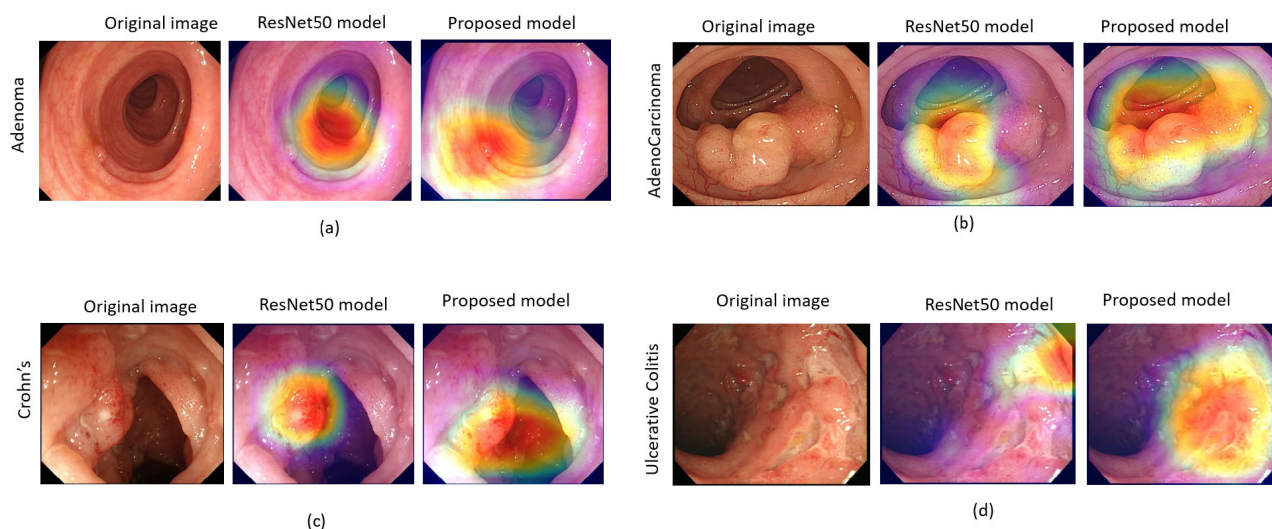 Original image ResNet50 model Proposed model
Adenoma
(a)
Original image ResNet50 model Proposed model
AdenoCarcinoma
(b)
Original image ResNet50 model Proposed model
Crohn's
(c)
Original image ResNet50 model Proposed model
Ulcerative Colitis
(d)